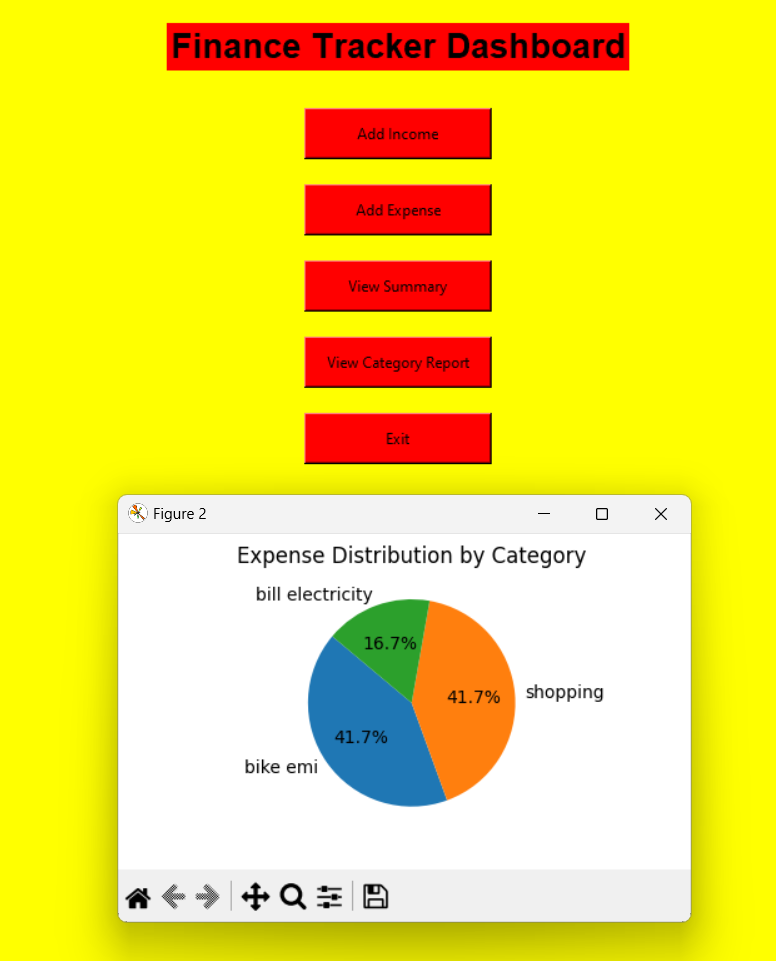 Finance Tracker Dashboard
Add Income
Add Expense
View Summary
View Category Report
Exit
Figure 2
Expense Distribution by Category
bill electricity
16.7%
shopping
41.7%
41.7%
bike emi